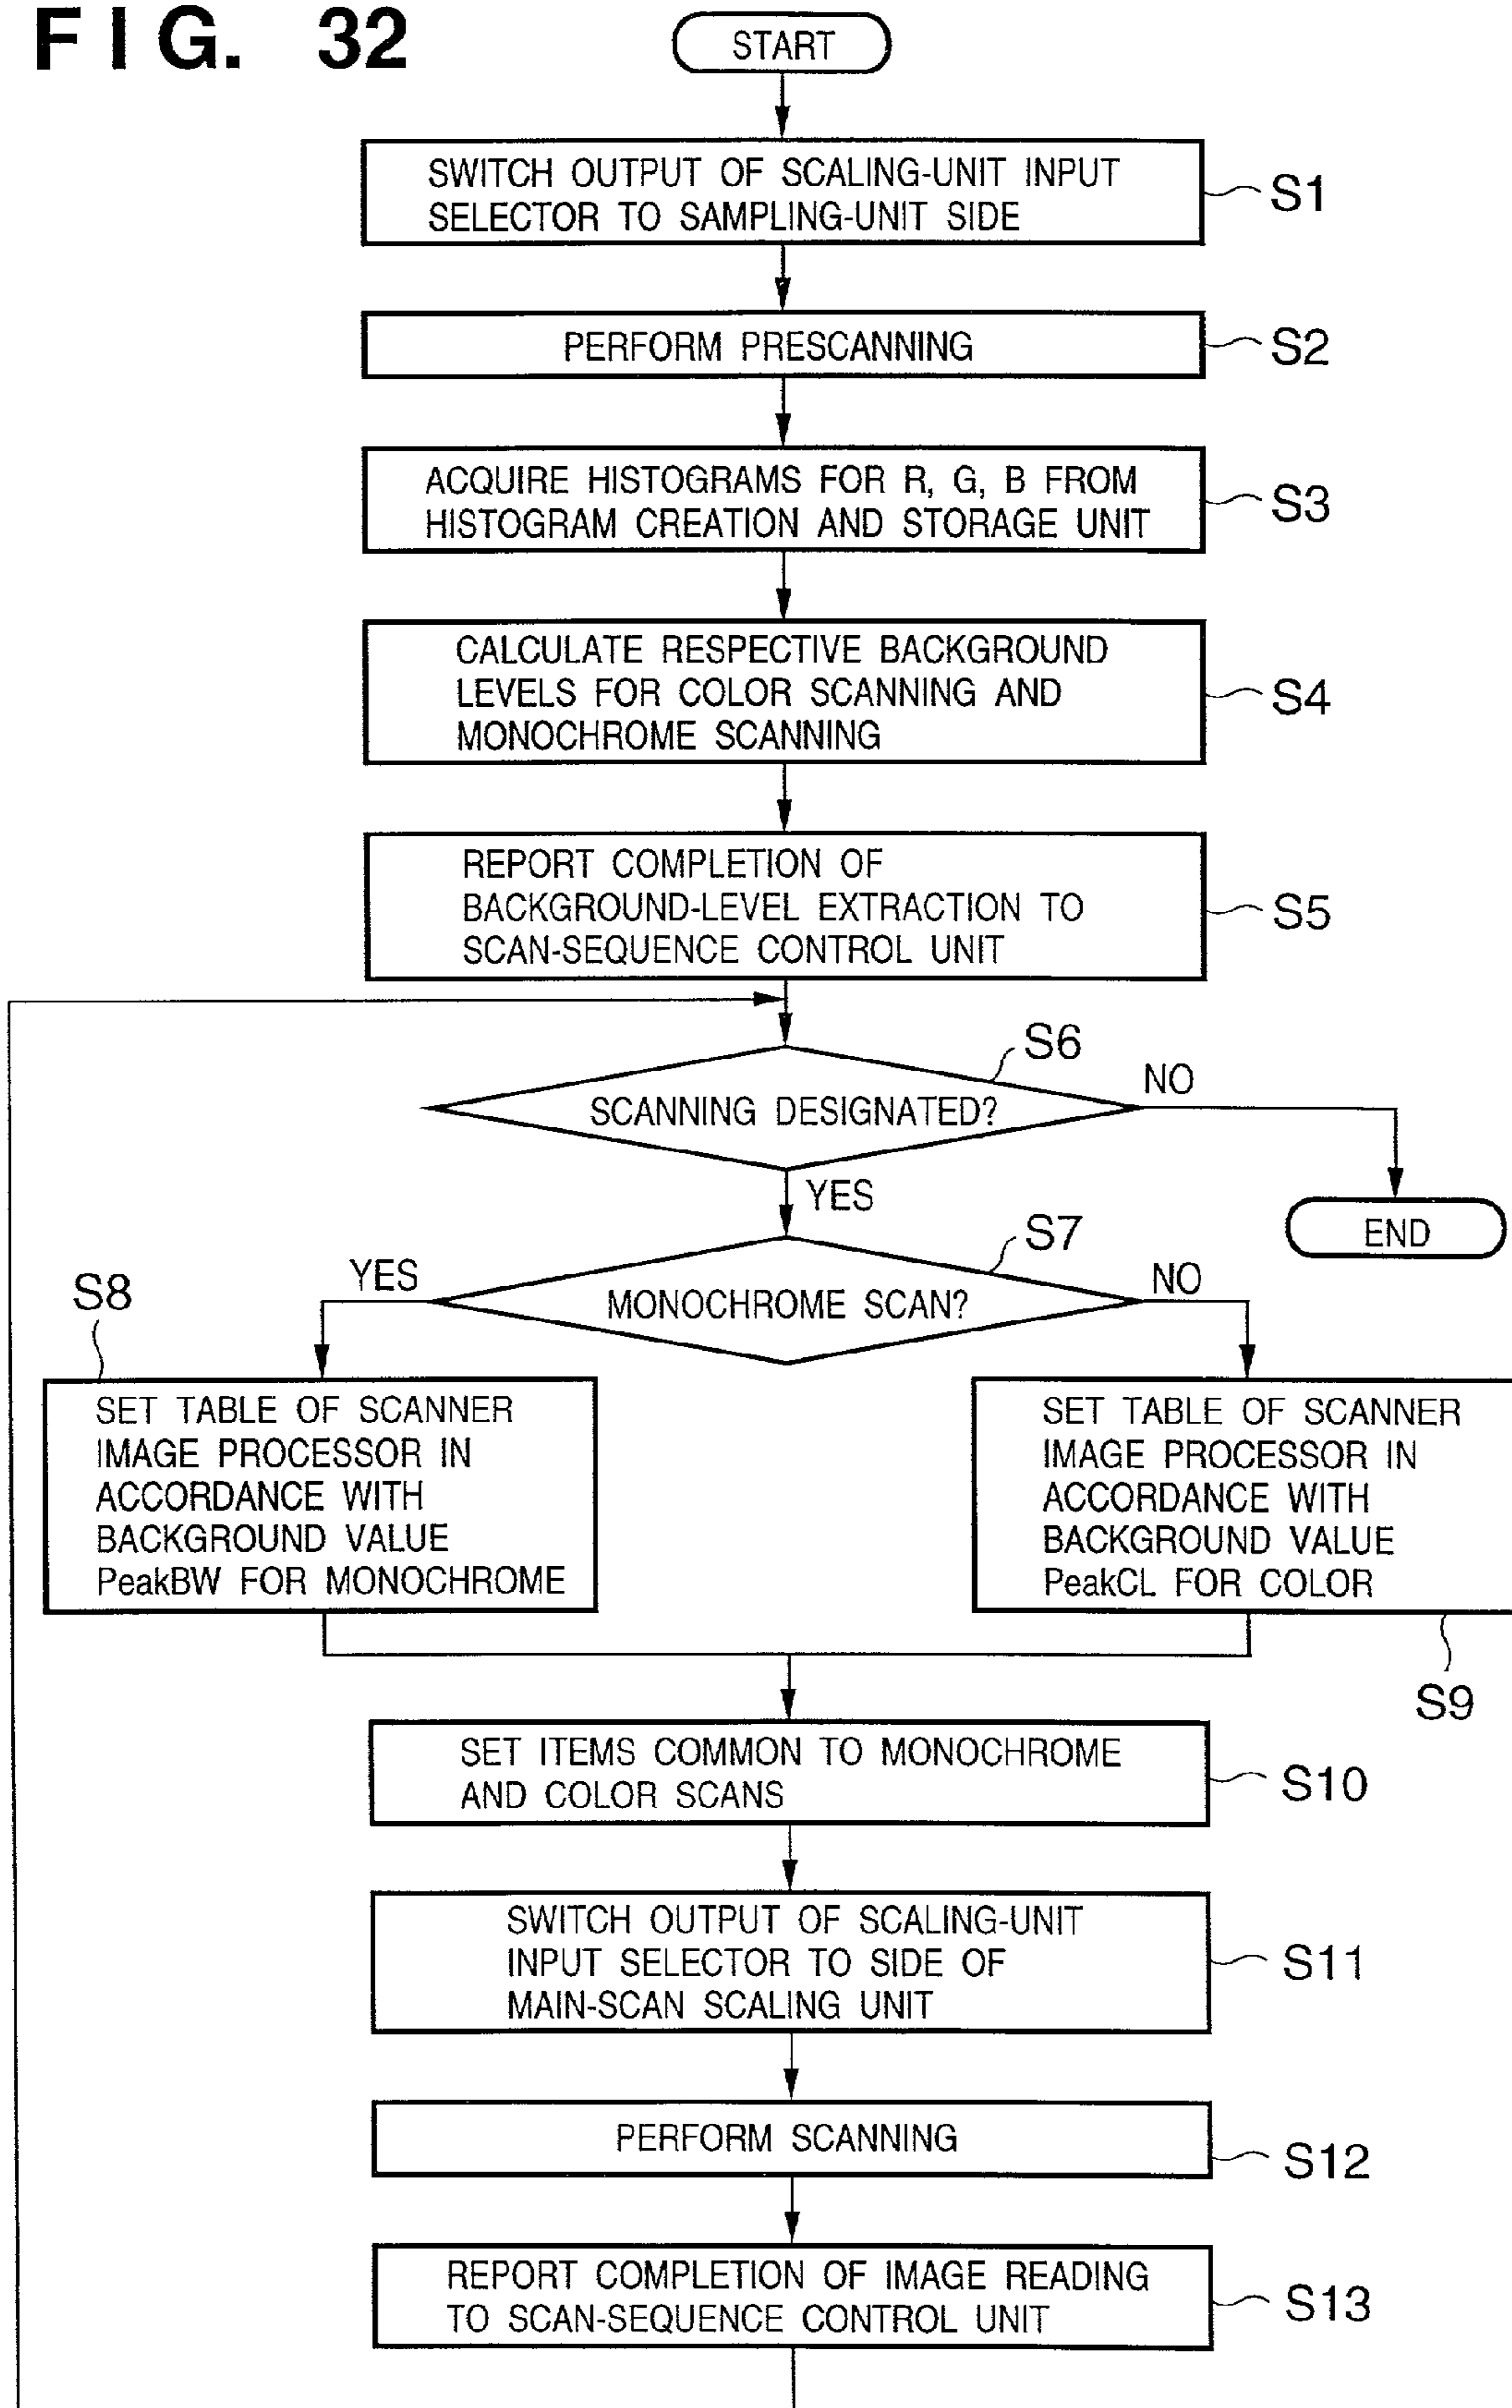 FIG. 32
START
SWITCH OUTPUT OF SCALING-UNIT INPUT
SELECTOR TO SAMPLING-UNIT SIDE
S1
PERFORM PRESCANNING
S2
ACQUIRE HISTOGRAMS FOR R, G, B FROM
HISTOGRAM CREATION AND STORAGE UNIT
S3
CALCULATE RESPECTIVE BACKGROUND
LEVELS FOR COLOR SCANNING AND
MONOCHROME SCANNING
S4
REPORT COMPLETION OF
BACKGROUND-LEVEL EXTRACTION TO
SCAN-SEQUENCE CONTROL UNIT
S5
S6
SCANNING DESIGNATED?
NO
YES
END
S7
MONOCHROME SCAN?
YES
NO
S8
SET TABLE OF SCANNER
IMAGE PROCESSOR IN
ACCORDANCE WITH
BACKGROUND VALUE
PeakBW FOR MONOCHROME
SET TABLE OF SCANNER
IMAGE PROCESSOR IN
ACCORDANCE WITH
BACKGROUND VALUE
PeakCL FOR COLOR
S9
SET ITEMS COMMON TO MONOCHROME
AND COLOR SCANS
S10
SWITCH OUTPUT OF SCALING-UNIT
INPUT SELECTOR TO SIDE OF
MAIN-SCAN SCALING UNIT
S11
PERFORM SCANNING
S12
REPORT COMPLETION OF IMAGE READING
TO SCAN-SEQUENCE CONTROL UNIT
S13